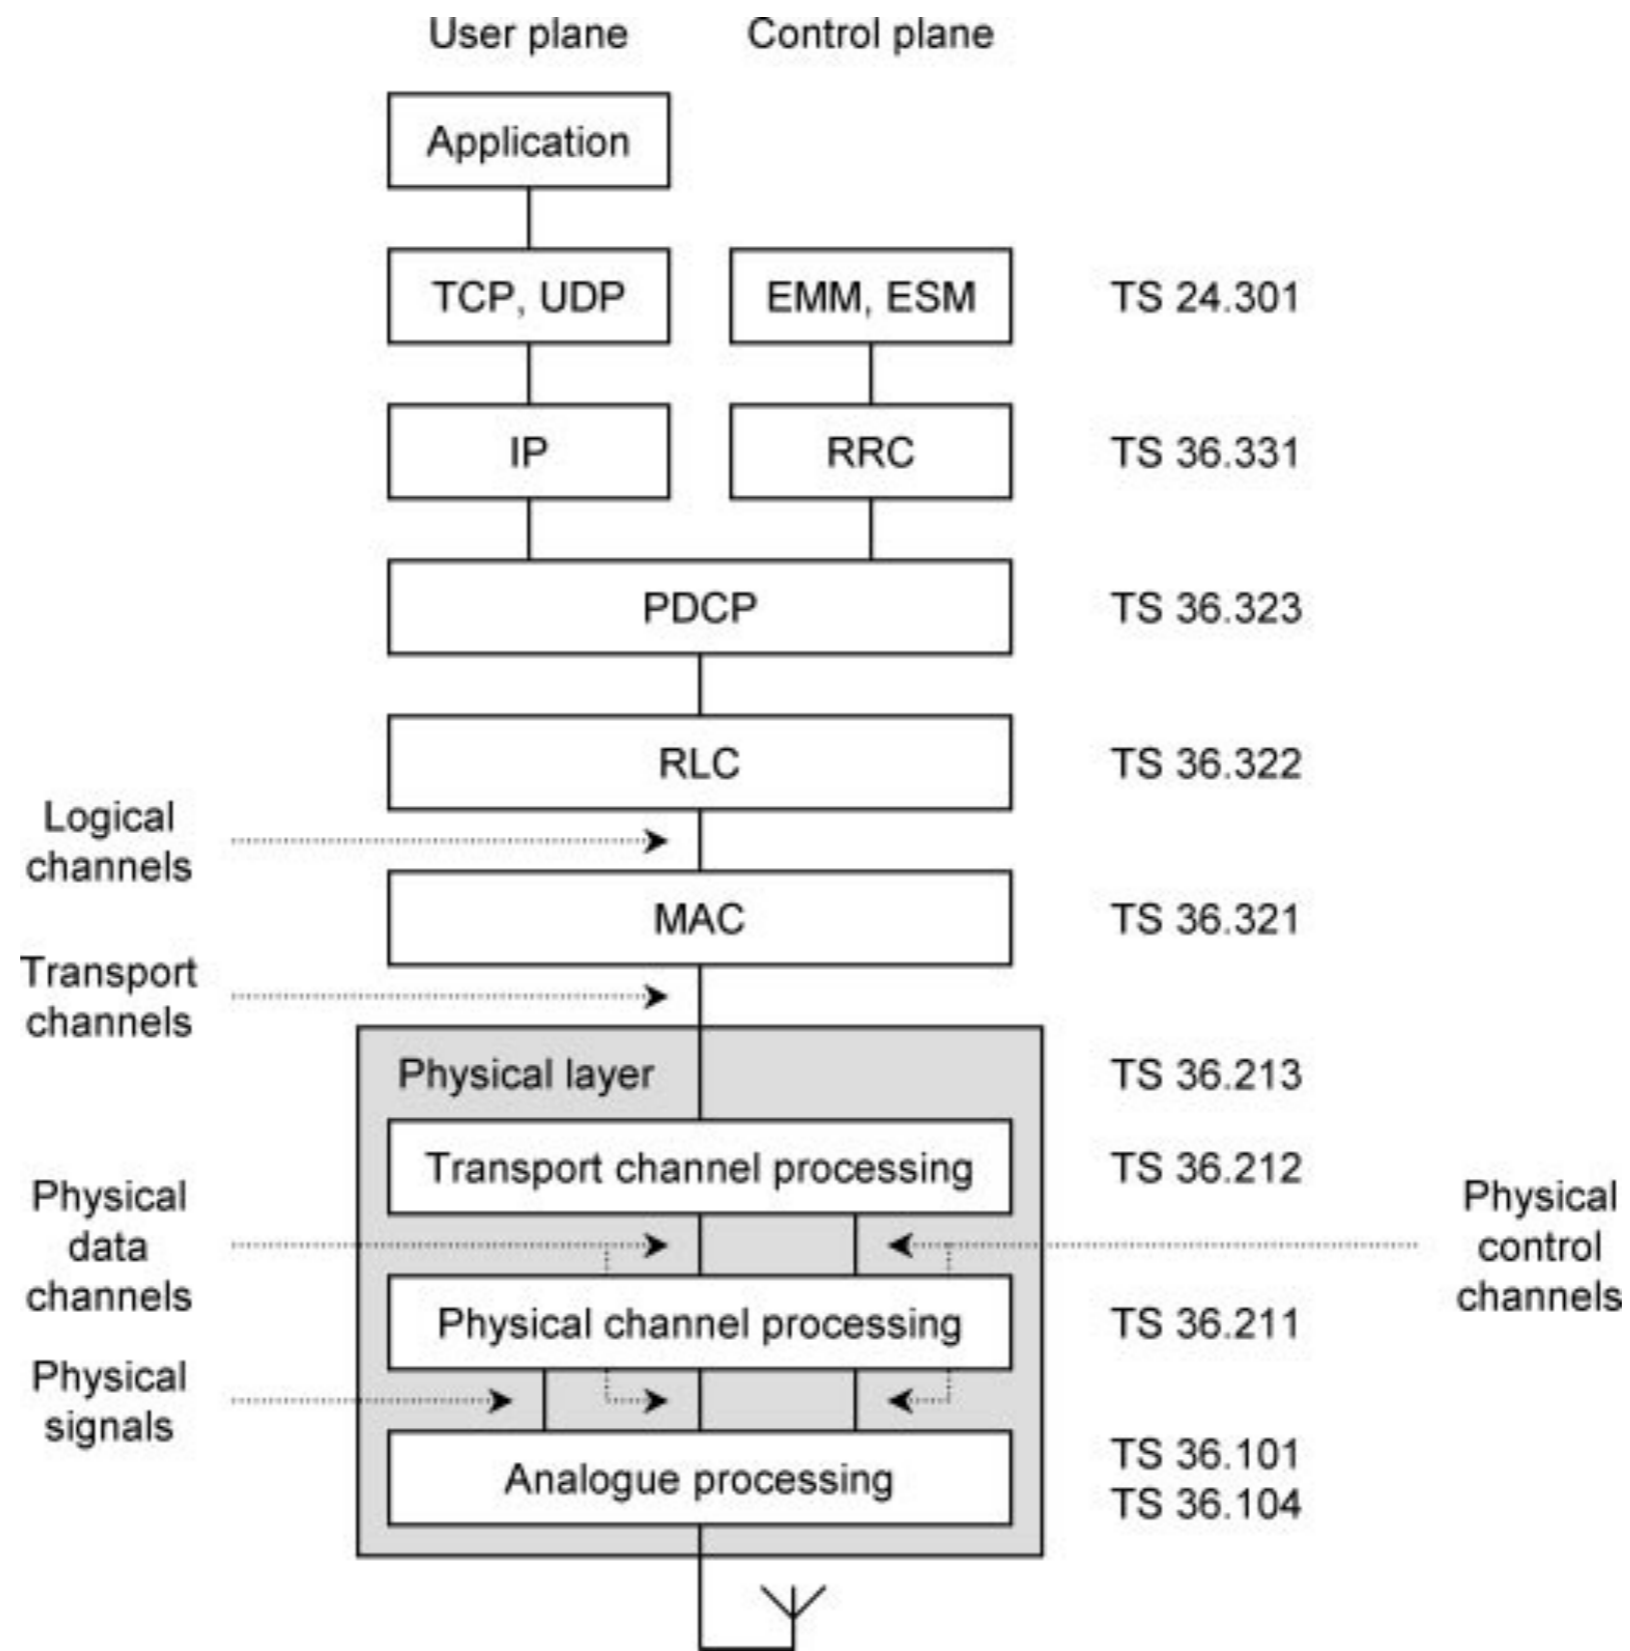 User plane
Control plane
Application
TCP, UDP
EMM, ESM
TS 24.301
IP
RRC
TS 36.331
PDCP
TS 36.323
RLC
TS 36.322
Logical
channels
MAC
TS 36.321
Transport
channels
Physical layer
TS 36.213
Transport channel processing
TS 36.212
Physical
data
channels
Physical
control
channels
Physical channel processing
TS 36.211
Physical
signals
Analogue processing
TS 36.101
TS 36.104